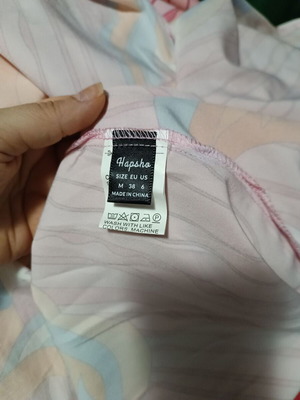 Hapsho
SIZE EU US
M 38 6
MADE IN CHINA
P
WASH WITH LIKE
COLORS, MACHINE